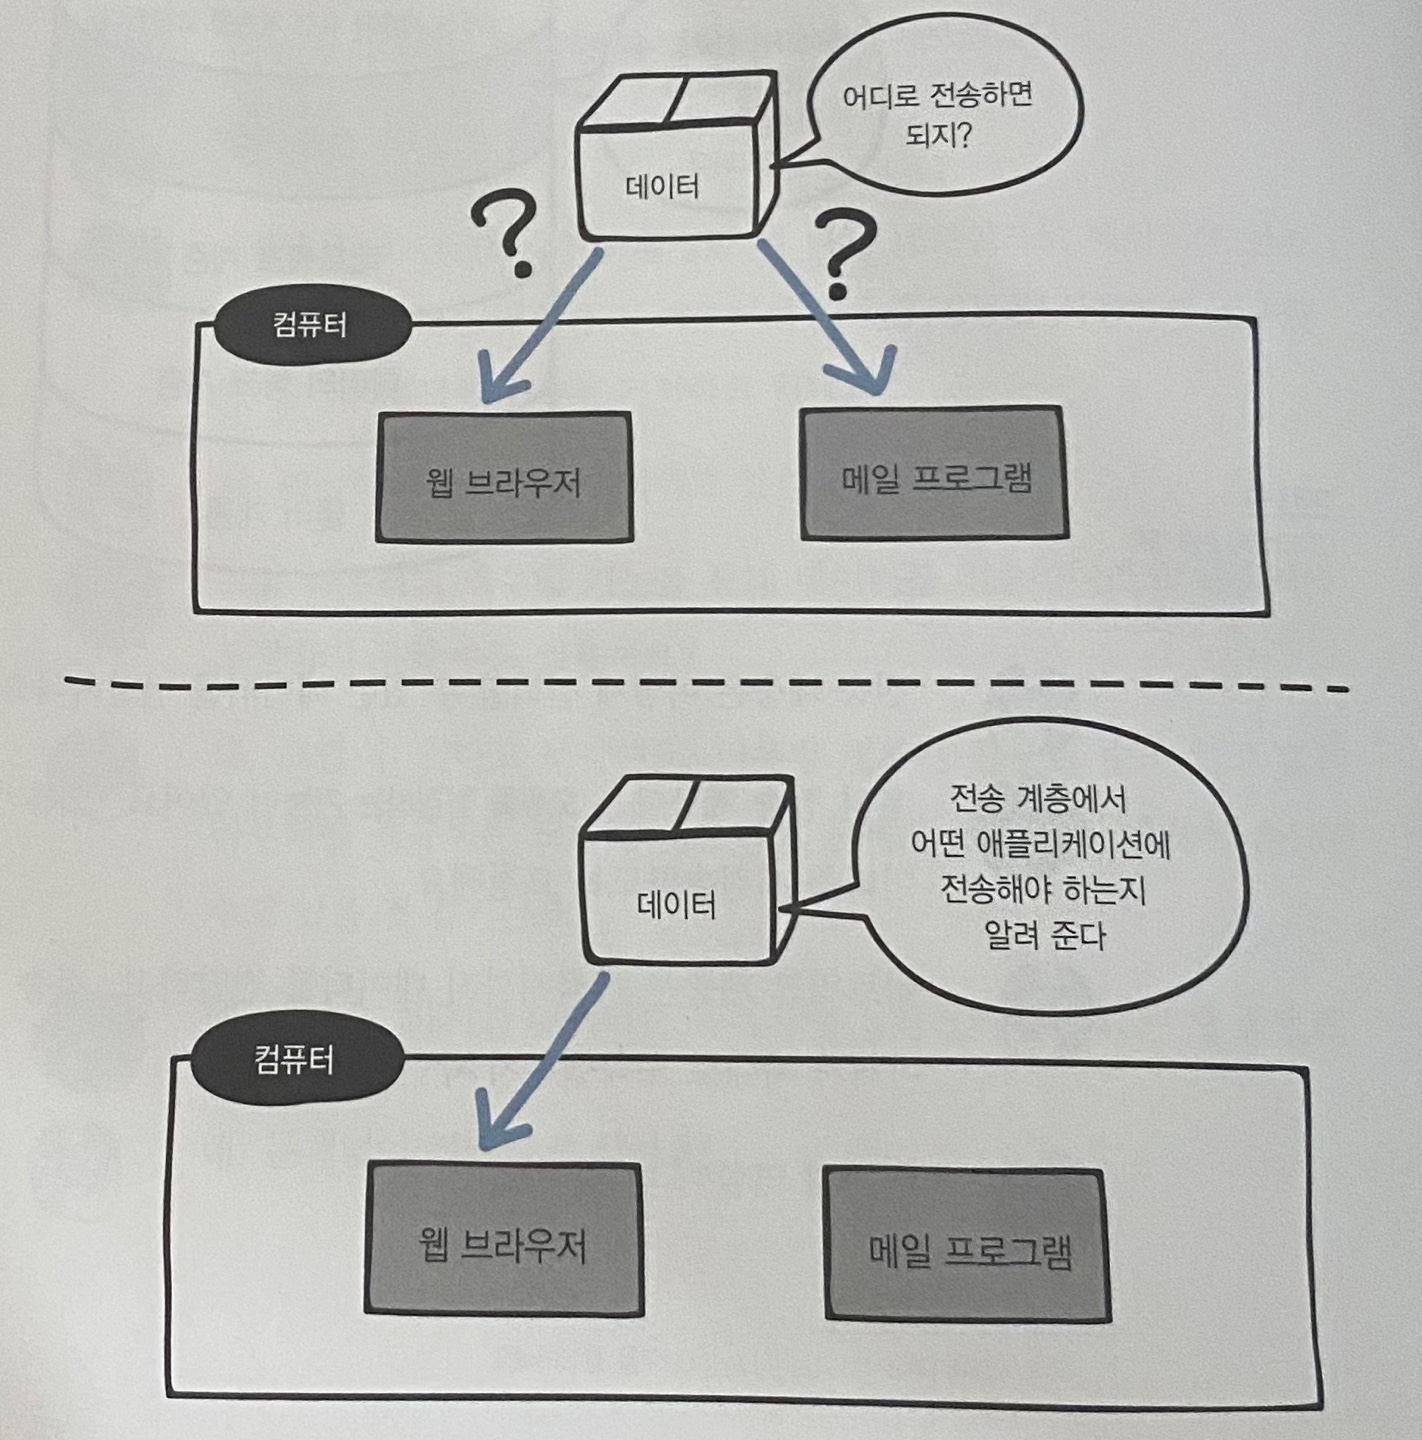 어디로 전송하면
되지?
데이터
?
?
컴퓨터
웹 브라우저
메일 프로그램
전송 계층에서
어떤 애플리케이션에
전송해야 하는지
알려 준다
데이터
컴퓨터
웹 브라우저
메일 프로그램